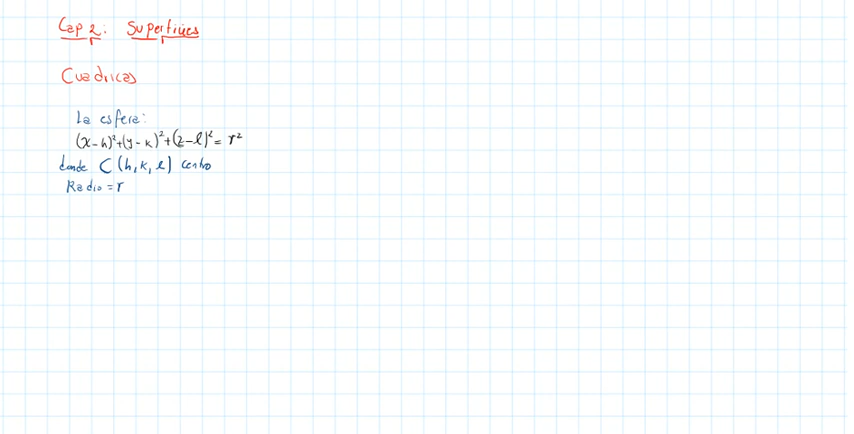 Cap 2: Superficies
Cuadricas
La esfera:
(x-h)²+(y-k)²+(z-l)²= r²
donde C (h, k, l) centro
Radio = r